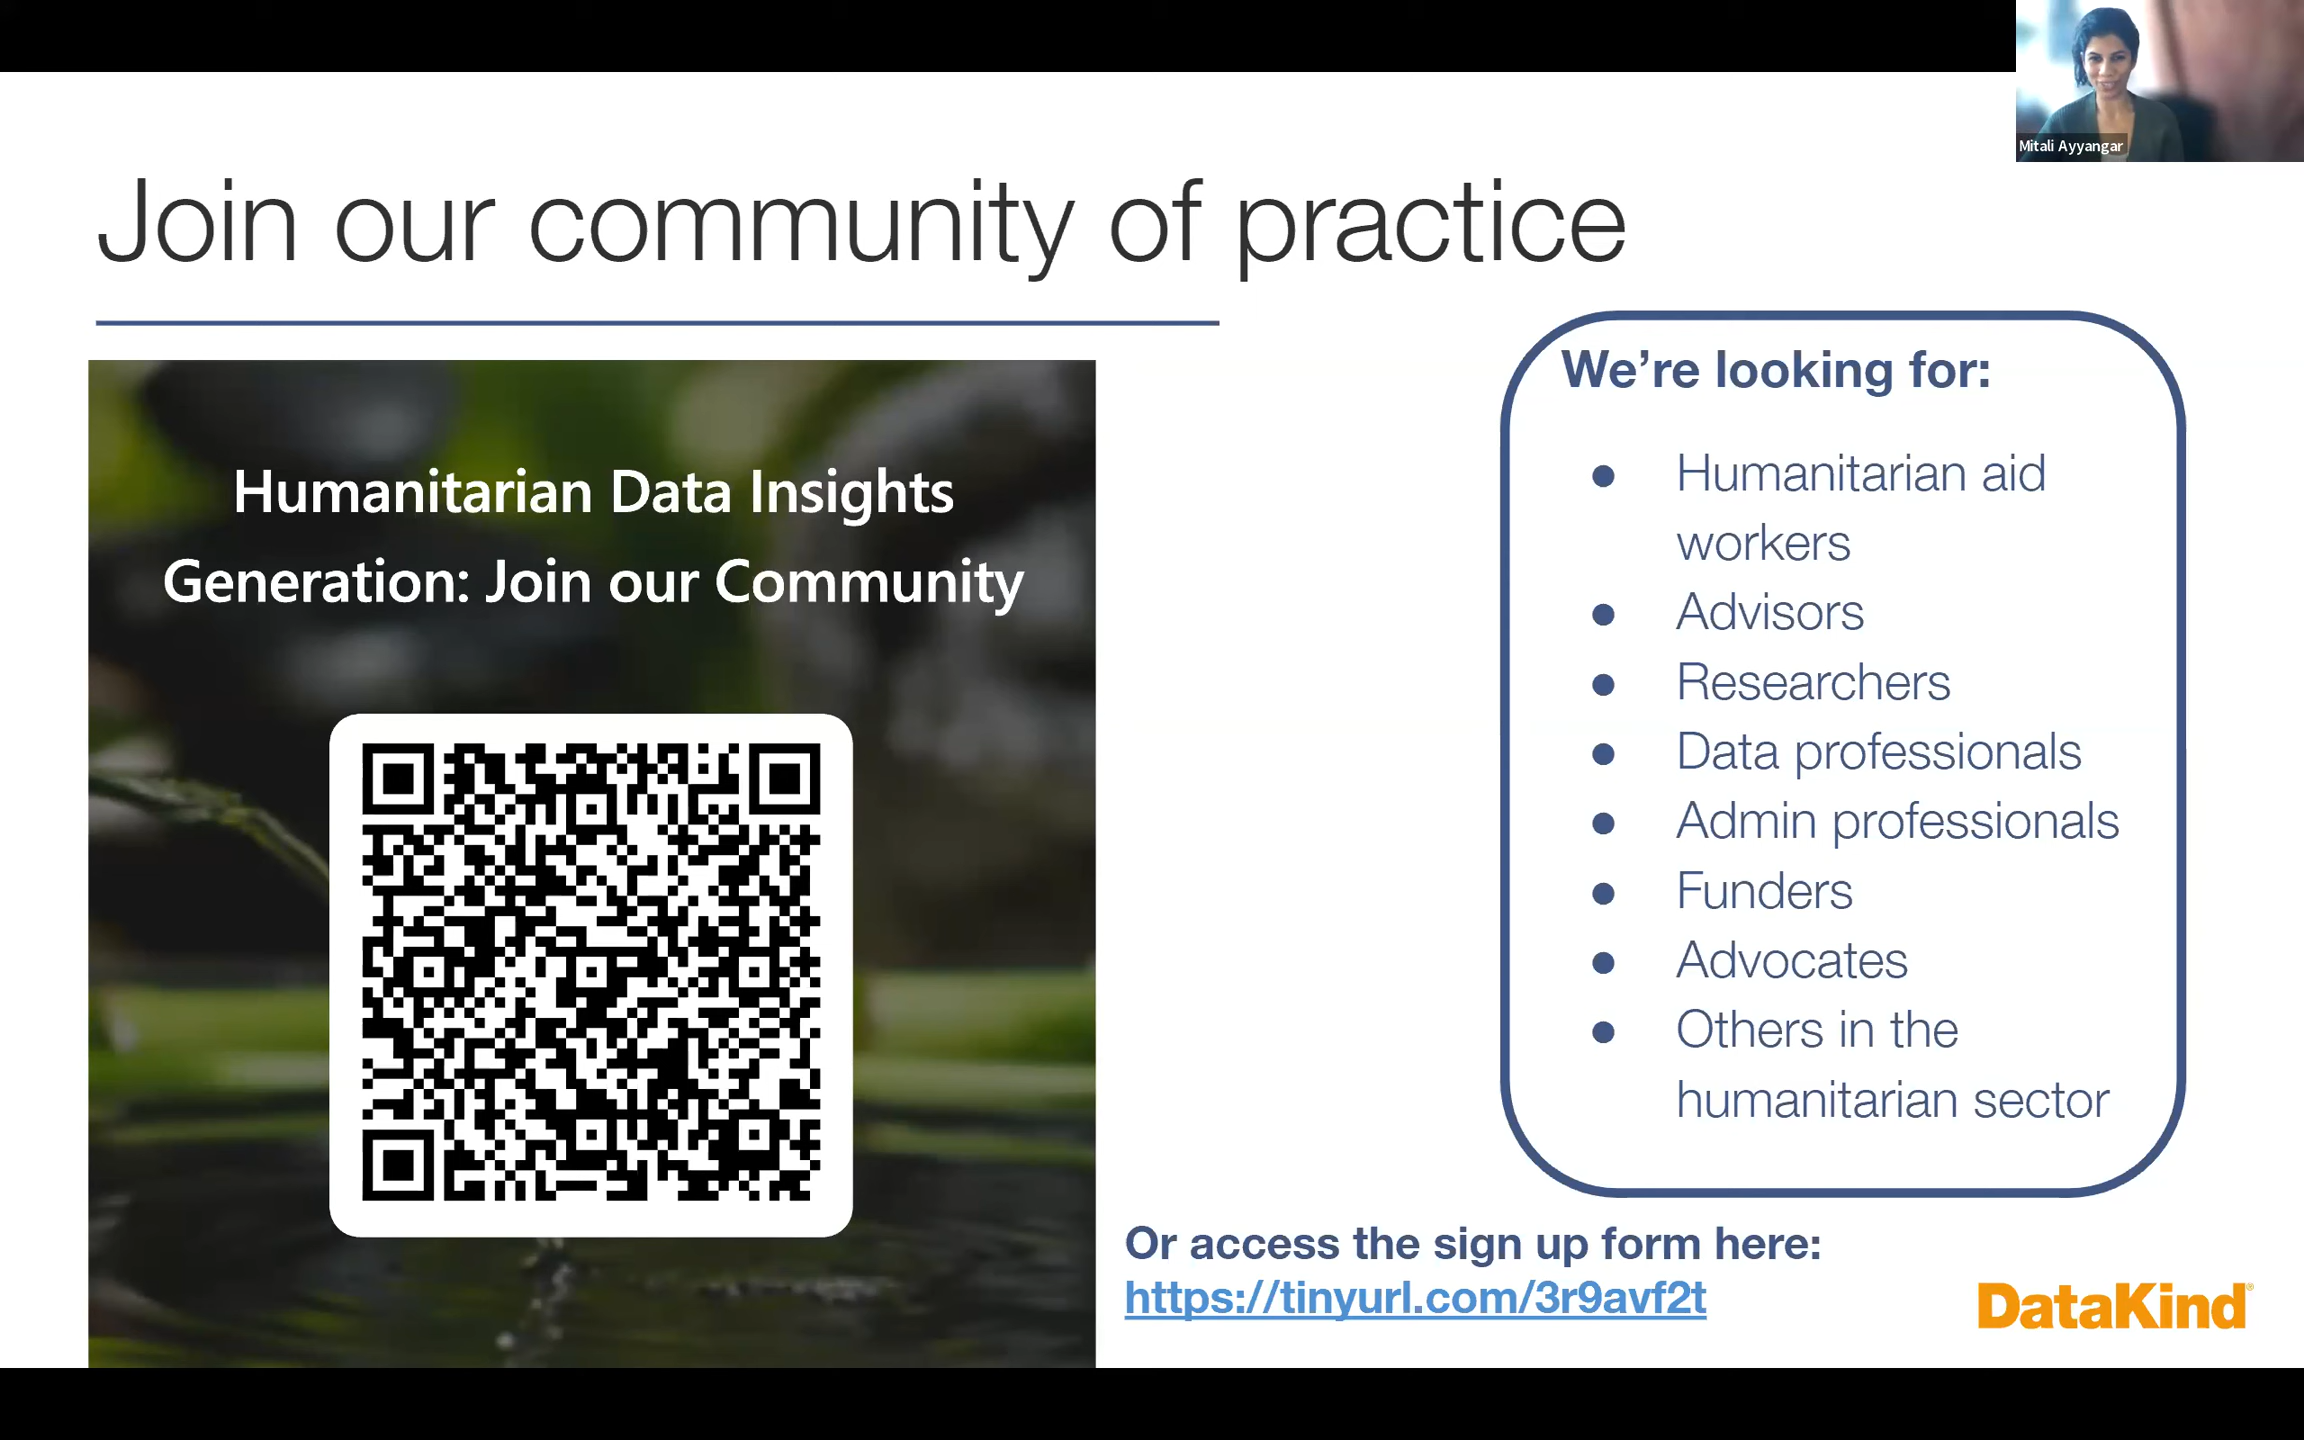 Mitali Ayyangar
Join our community of practice
Humanitarian Data Insights
Generation: Join our Community
We’re looking for:
● Humanitarian aid
workers
● Advisors
● Researchers
● Data professionals
● Admin professionals
● Funders
● Advocates
● Others in the
humanitarian sector
Or access the sign up form here:
https://tinyurl.com/3r9avf2t
DataKind®